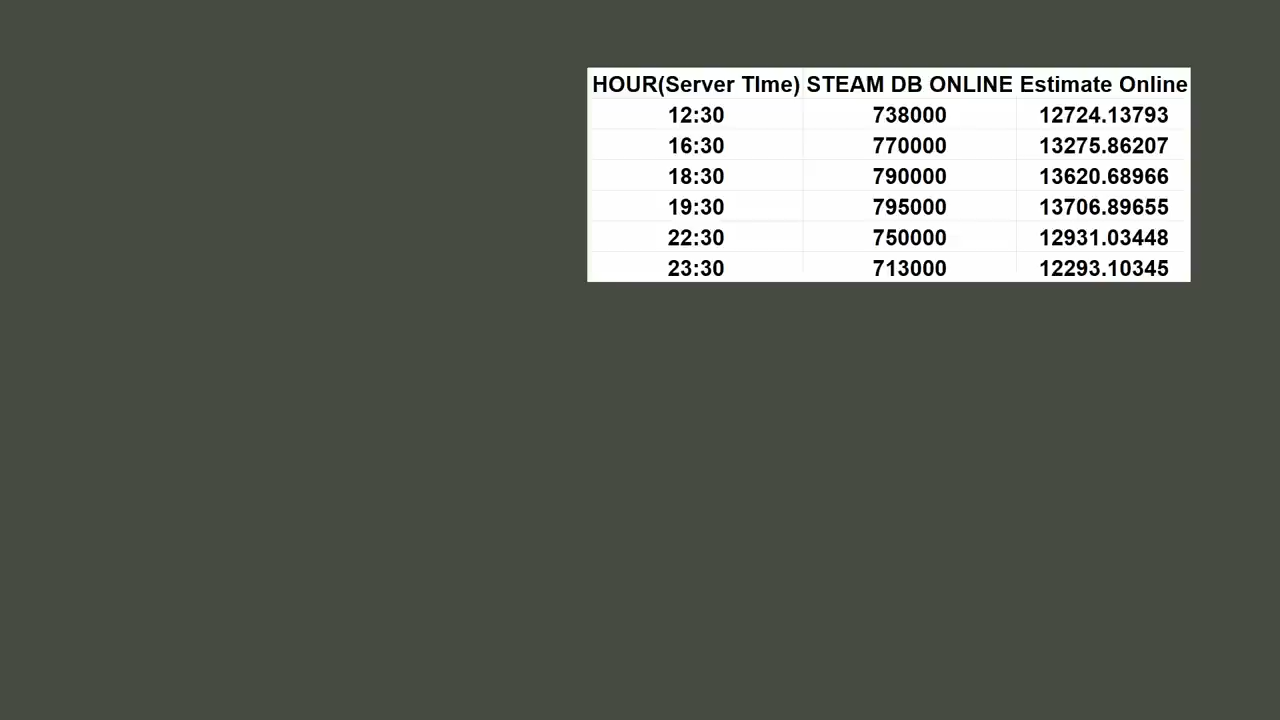 HOUR(Server TIme) STEAM DB ONLINE Estimate Online
12:30 738000 12724.13793
16:30 770000 13275.86207
18:30 790000 13620.68966
19:30 795000 13706.89655
22:30 750000 12931.03448
23:30 713000 12293.10345